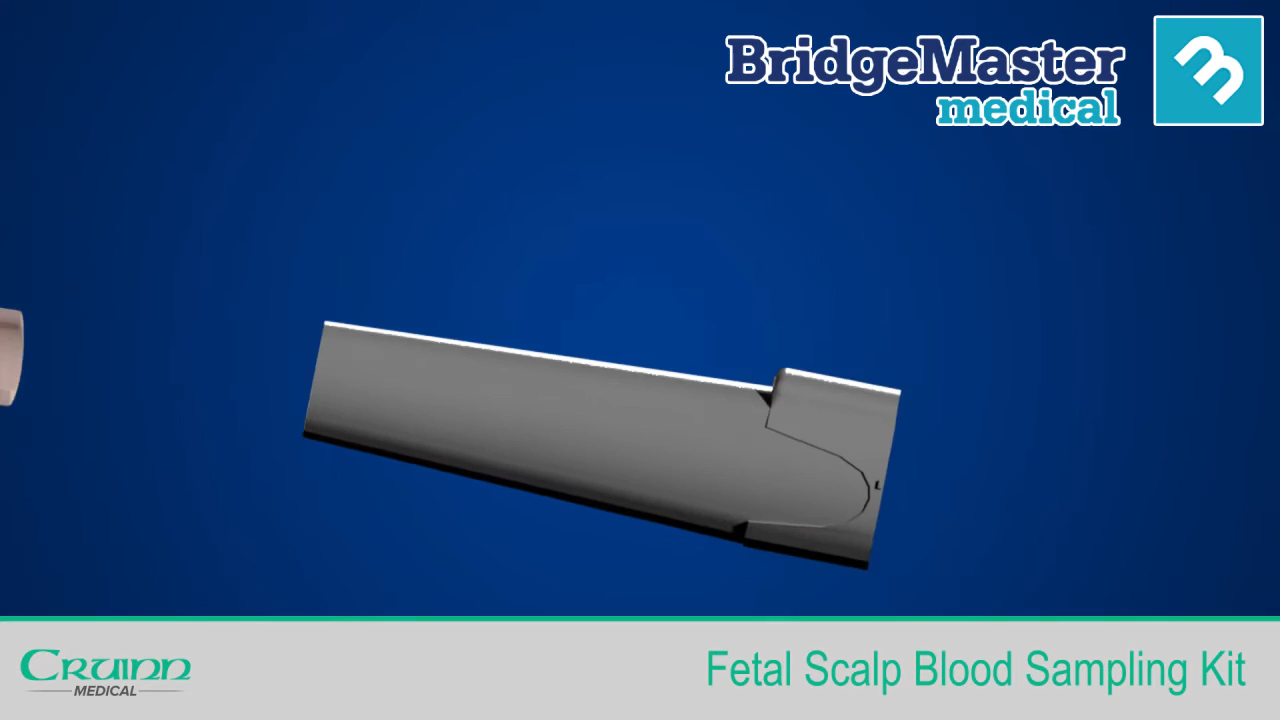 BridgeMaster
medical
L
Cruinn
MEDICAL
Fetal Scalp Blood Sampling Kit